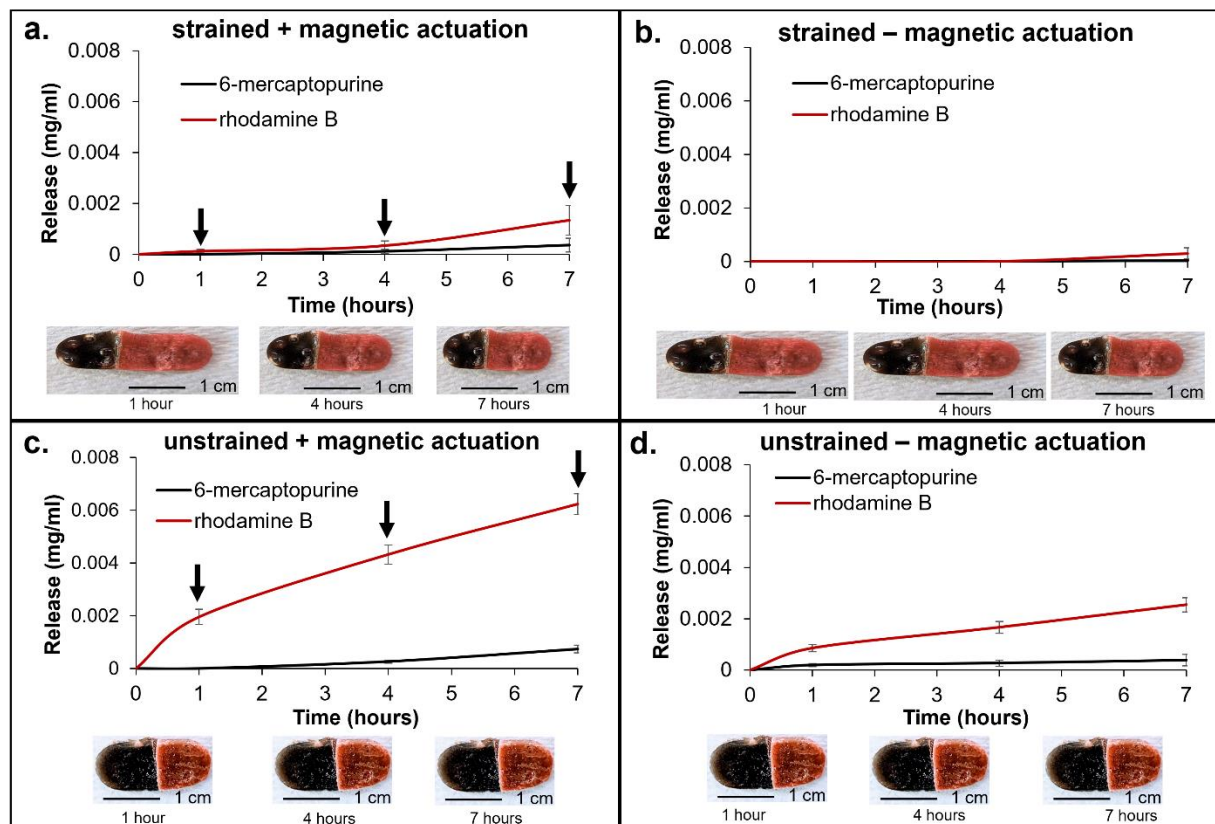 a. strained + magnetic actuation
6-mercaptopurine
rhodamine B
0.008
0.006
0.004
0.002
0
Release (mg/ml)
0 1 2 3 4 5 6 7
Time (hours)
1 cm 1 cm 1 cm
1 hour 4 hours 7 hours
b. strained – magnetic actuation
6-mercaptopurine
rhodamine B
0.008
0.006
0.004
0.002
0
Release (mg/ml)
0 1 2 3 4 5 6 7
Time (hours)
1 cm 1 cm 1 cm
1 hour 4 hours 7 hours
c. unstrained + magnetic actuation
6-mercaptopurine
rhodamine B
0.008
0.006
0.004
0.002
0
Release (mg/ml)
0 1 2 3 4 5 6 7
Time (hours)
1 cm 1 cm 1 cm
1 hour 4 hours 7 hours
d. unstrained – magnetic actuation
6-mercaptopurine
rhodamine B
0.008
0.006
0.004
0.002
0
Release (mg/ml)
0 1 2 3 4 5 6 7
Time (hours)
1 cm 1 cm 1 cm
1 hour 4 hours 7 hours